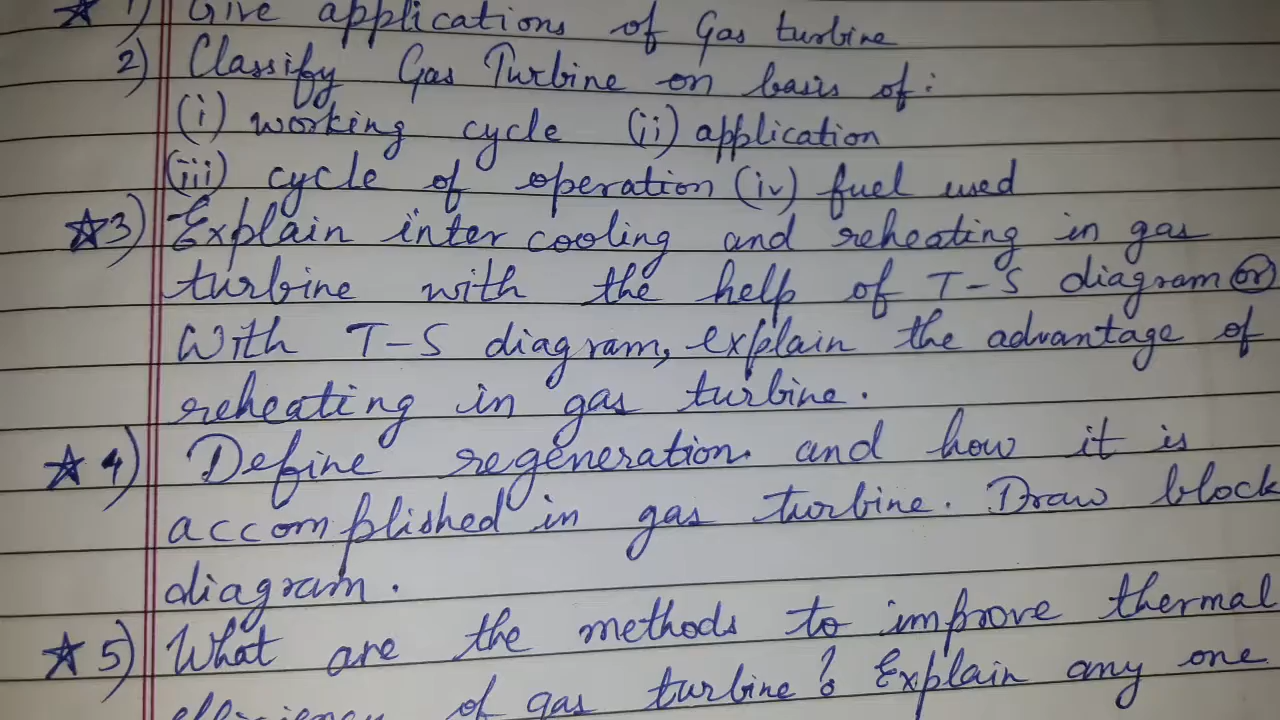 ☆ 1) Give applications of Gas turbine
2) Classify Gas Turbine on basis of:
(i) working cycle (ii) application
(iii) cycle of operation (iv) fuel used
☆3) Explain inter cooling and reheating in gas
turbine with the help of T-S diagram or
With T-S diagram, explain the advantage of
reheating in gas turbine.
☆ 4) Define regeneration. and how it is
accomplished in gas turbine. Draw block
diagram.
☆ 5) What are the methods to improve thermal
efficiency of gas turbine? Explain any one